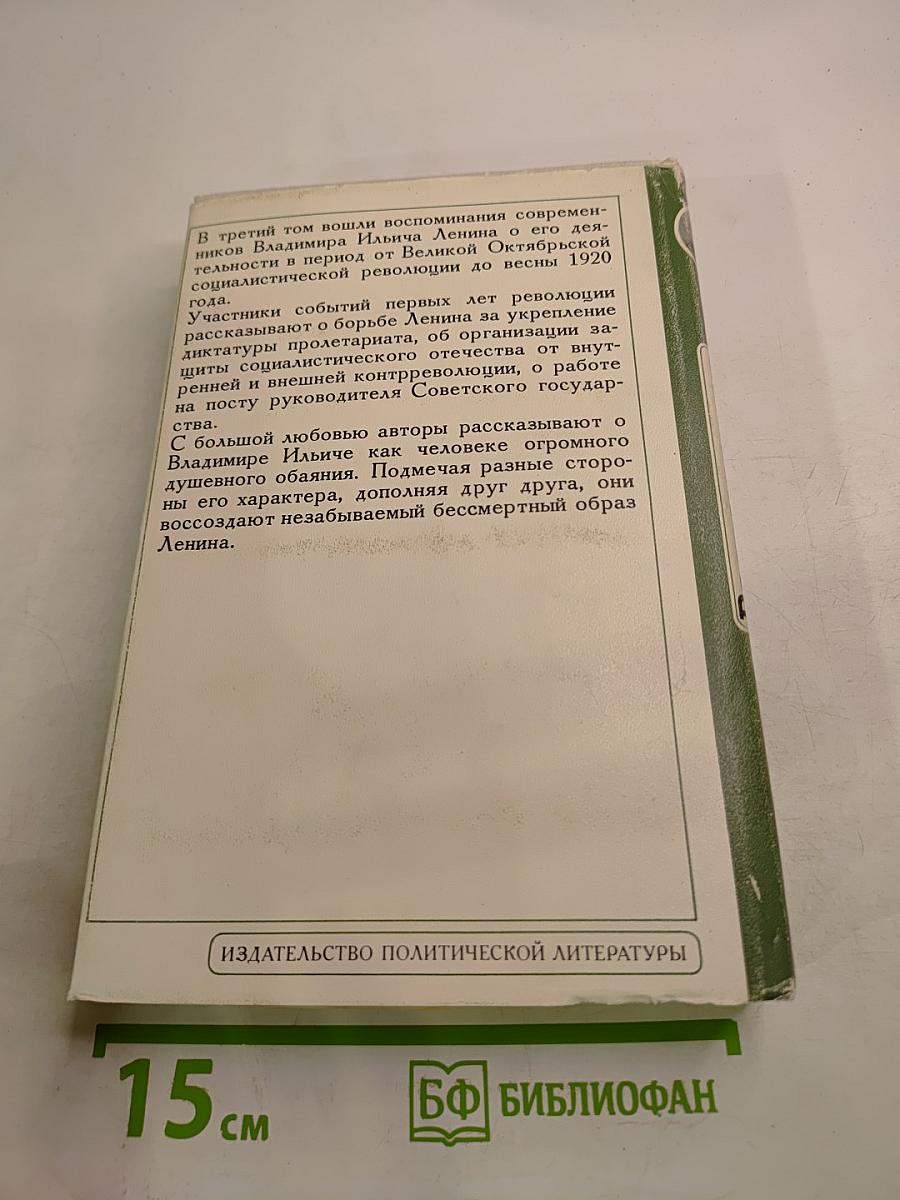 В третий том вошли воспоминания современ-
ников Владимира Ильича Ленина о его дея-
тельности в период от Великой Октябрьской
социалистической революции до весны 1920
года.
Участники событий первых лет революции
рассказывают о борьбе Ленина за укрепление
диктатуры пролетариата, об организации за-
щиты социалистического отечества от внут-
ренней и внешней контрреволюции, о работе
на посту руководителя Советского государ-
ства.
С большой любовью авторы рассказывают о
Владимире Ильиче как человеке огромного
душевного обаяния. Подмечая разные сторо-
ны его характера, дополняя друг друга, они
воссоздают незабываемый бессмертный образ
Ленина.
ИЗДАТЕЛЬСТВО ПОЛИТИЧЕСКОЙ ЛИТЕРАТУРЫ
15 см
БФ БИБЛИОФАН